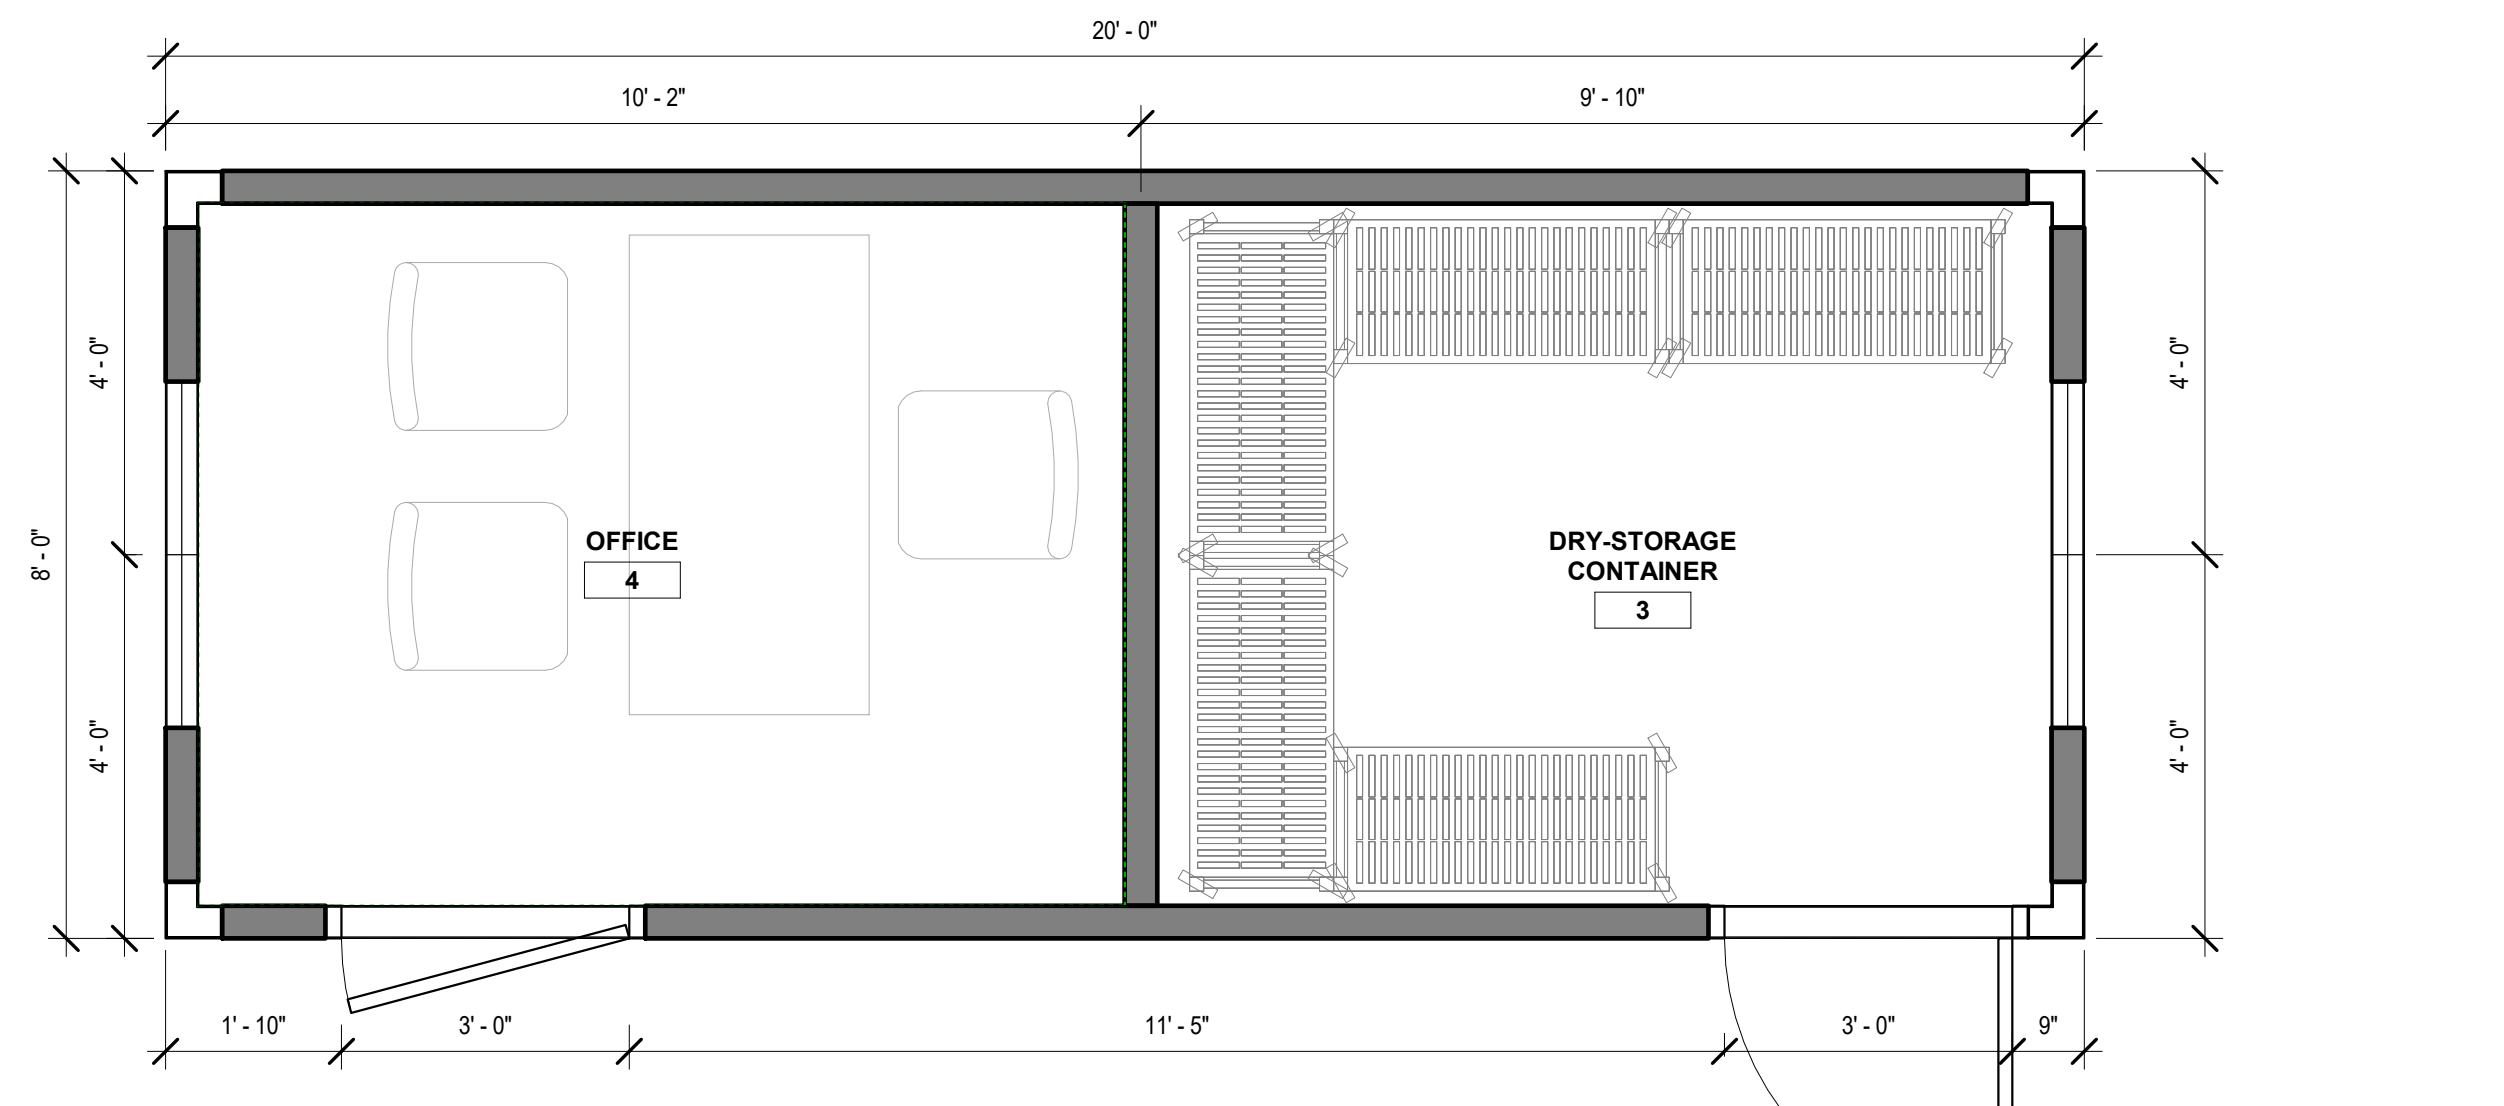 20' - 0"
10' - 2"
9' - 10"
4' - 0"
4' - 0"
8' - 0"
OFFICE
4
DRY-STORAGE
CONTAINER
3
4' - 0"
4' - 0"
1' - 10"
3' - 0"
11' - 5"
3' - 0"
9"